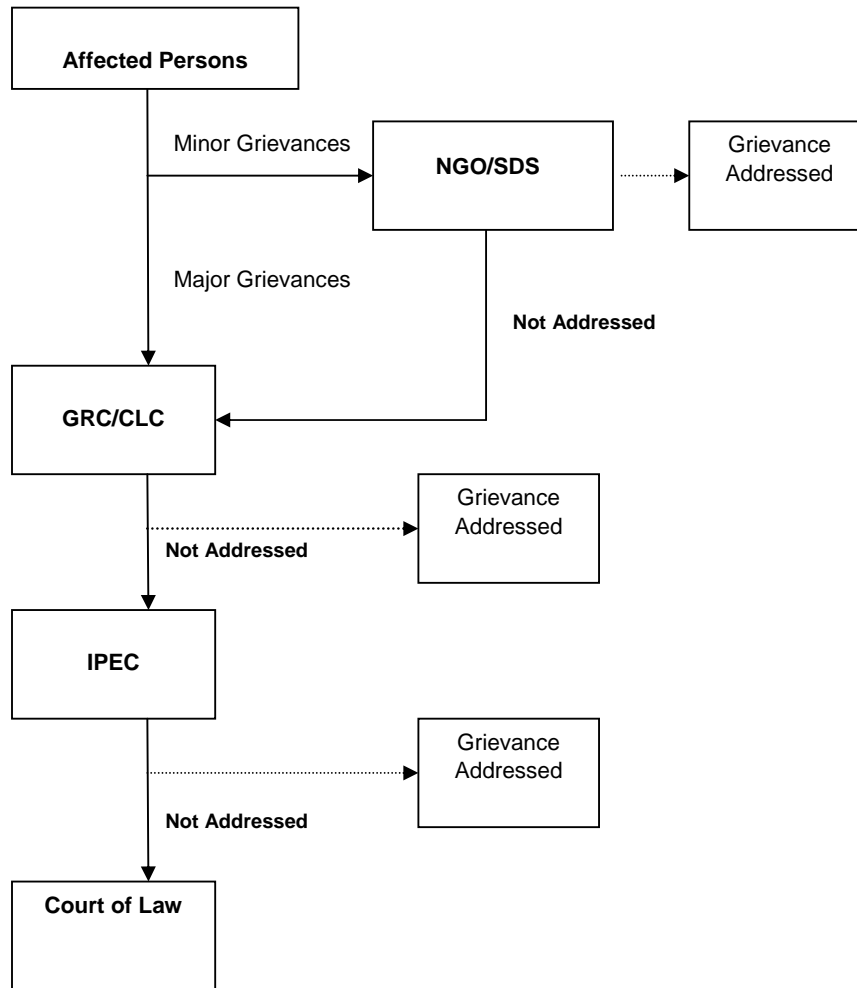 Affected Persons
Minor Grievances
NGO/SDS
Grievance
Addressed
Major Grievances
Not Addressed
GRC/CLC
Grievance
Addressed
Not Addressed
IPEC
Grievance
Addressed
Not Addressed
Court of Law